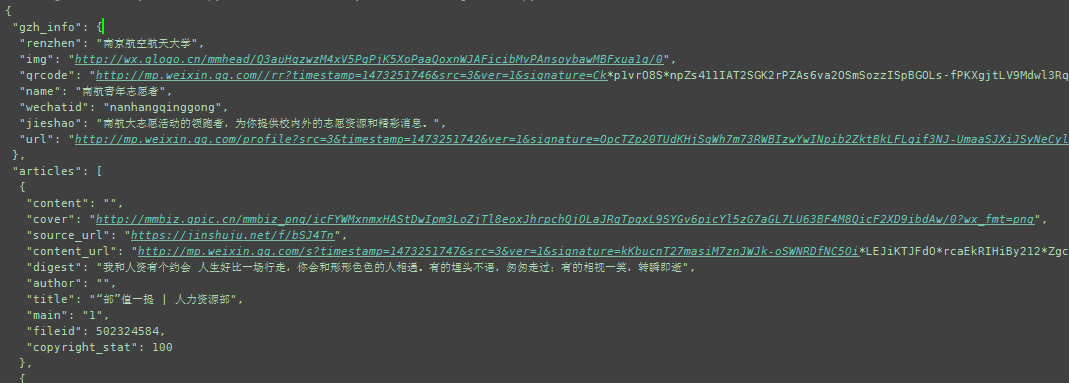 {
"gzh_info": {
"renzhen": "南京航空航天大学",
"img": "http://wx.qlogo.cn/mmhead/Q3auHgzwzM4xV5PgPjK5XoPaaQoxnWJAFicibMvPAnsoybawMBFxua1g/0",
"qrcode": "http://mp.weixin.qq.com//rr?timestamp=1473251746&src=3&ver=1&signature=Ck*p1vrO8S*npZs411IAT2SGK2rPZAs6va2OSmSozzISpBGOLs-fPKXgjtLV9Mdwl3Rq
"name": "南航青年志愿者",
"wechatid": "nanhangqinggong",
"jieshao": "南航大志愿活动的领跑者，为你提供校内外的志愿资源和精彩消息。",
"url": "http://mp.weixin.qq.com/profile?src=3&timestamp=1473251742&ver=1&signature=OpcTZp20TUdKHjSgWh7m73RWBIzwYwINpib2ZktBkLFLgif3NJ-UmaaSJXiJSyNeCyl
},
"articles": [
{
"content": "",
"cover": "http://mmbiz.qpic.cn/mmbiz_png/icFYWMxnmxHAStDwIpm3LoZjTl8eoxJhrpchQjOLaJRgTpgxL9SYGv6picYl5zG7aGL7LU63BF4M8QicF2XD9ibdAw/0?wx_fmt=png",
"source_url": "https://jinshuju.net/f/bSJ4Tn",
"content_url": "http://mp.weixin.qq.com/s?timestamp=1473251747&src=3&ver=1&signature=kKbucnT27masiM7znJWJk-oSWNRDfNC5Oi*LEJiKTJFdO*rcaEkRIHiBy212*Zgc
"digest": "我和人资有个约会 人生好比一场行走，你会和形形色色的人相遇。有的埋头不语，匆匆走过；有的相视一笑，转瞬即逝",
"author": "",
"title": "“部”值一提 | 人力资源部",
"main": "1",
"fileid": 502324584,
"copyright_stat": 100
},
{